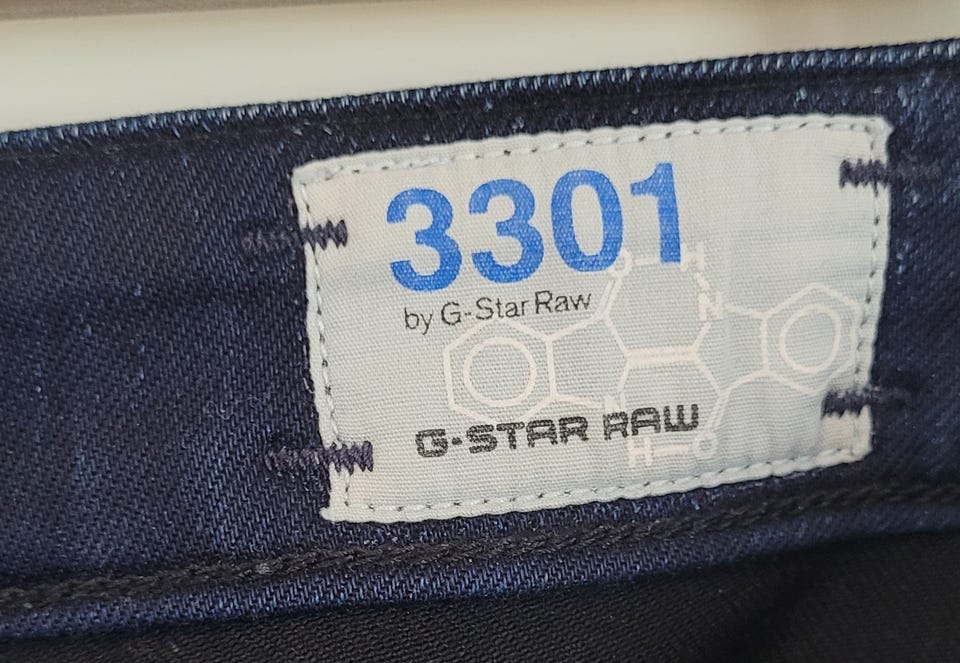 3301
by G-Star Raw
O H
N
N
G-STAR RAW
H O